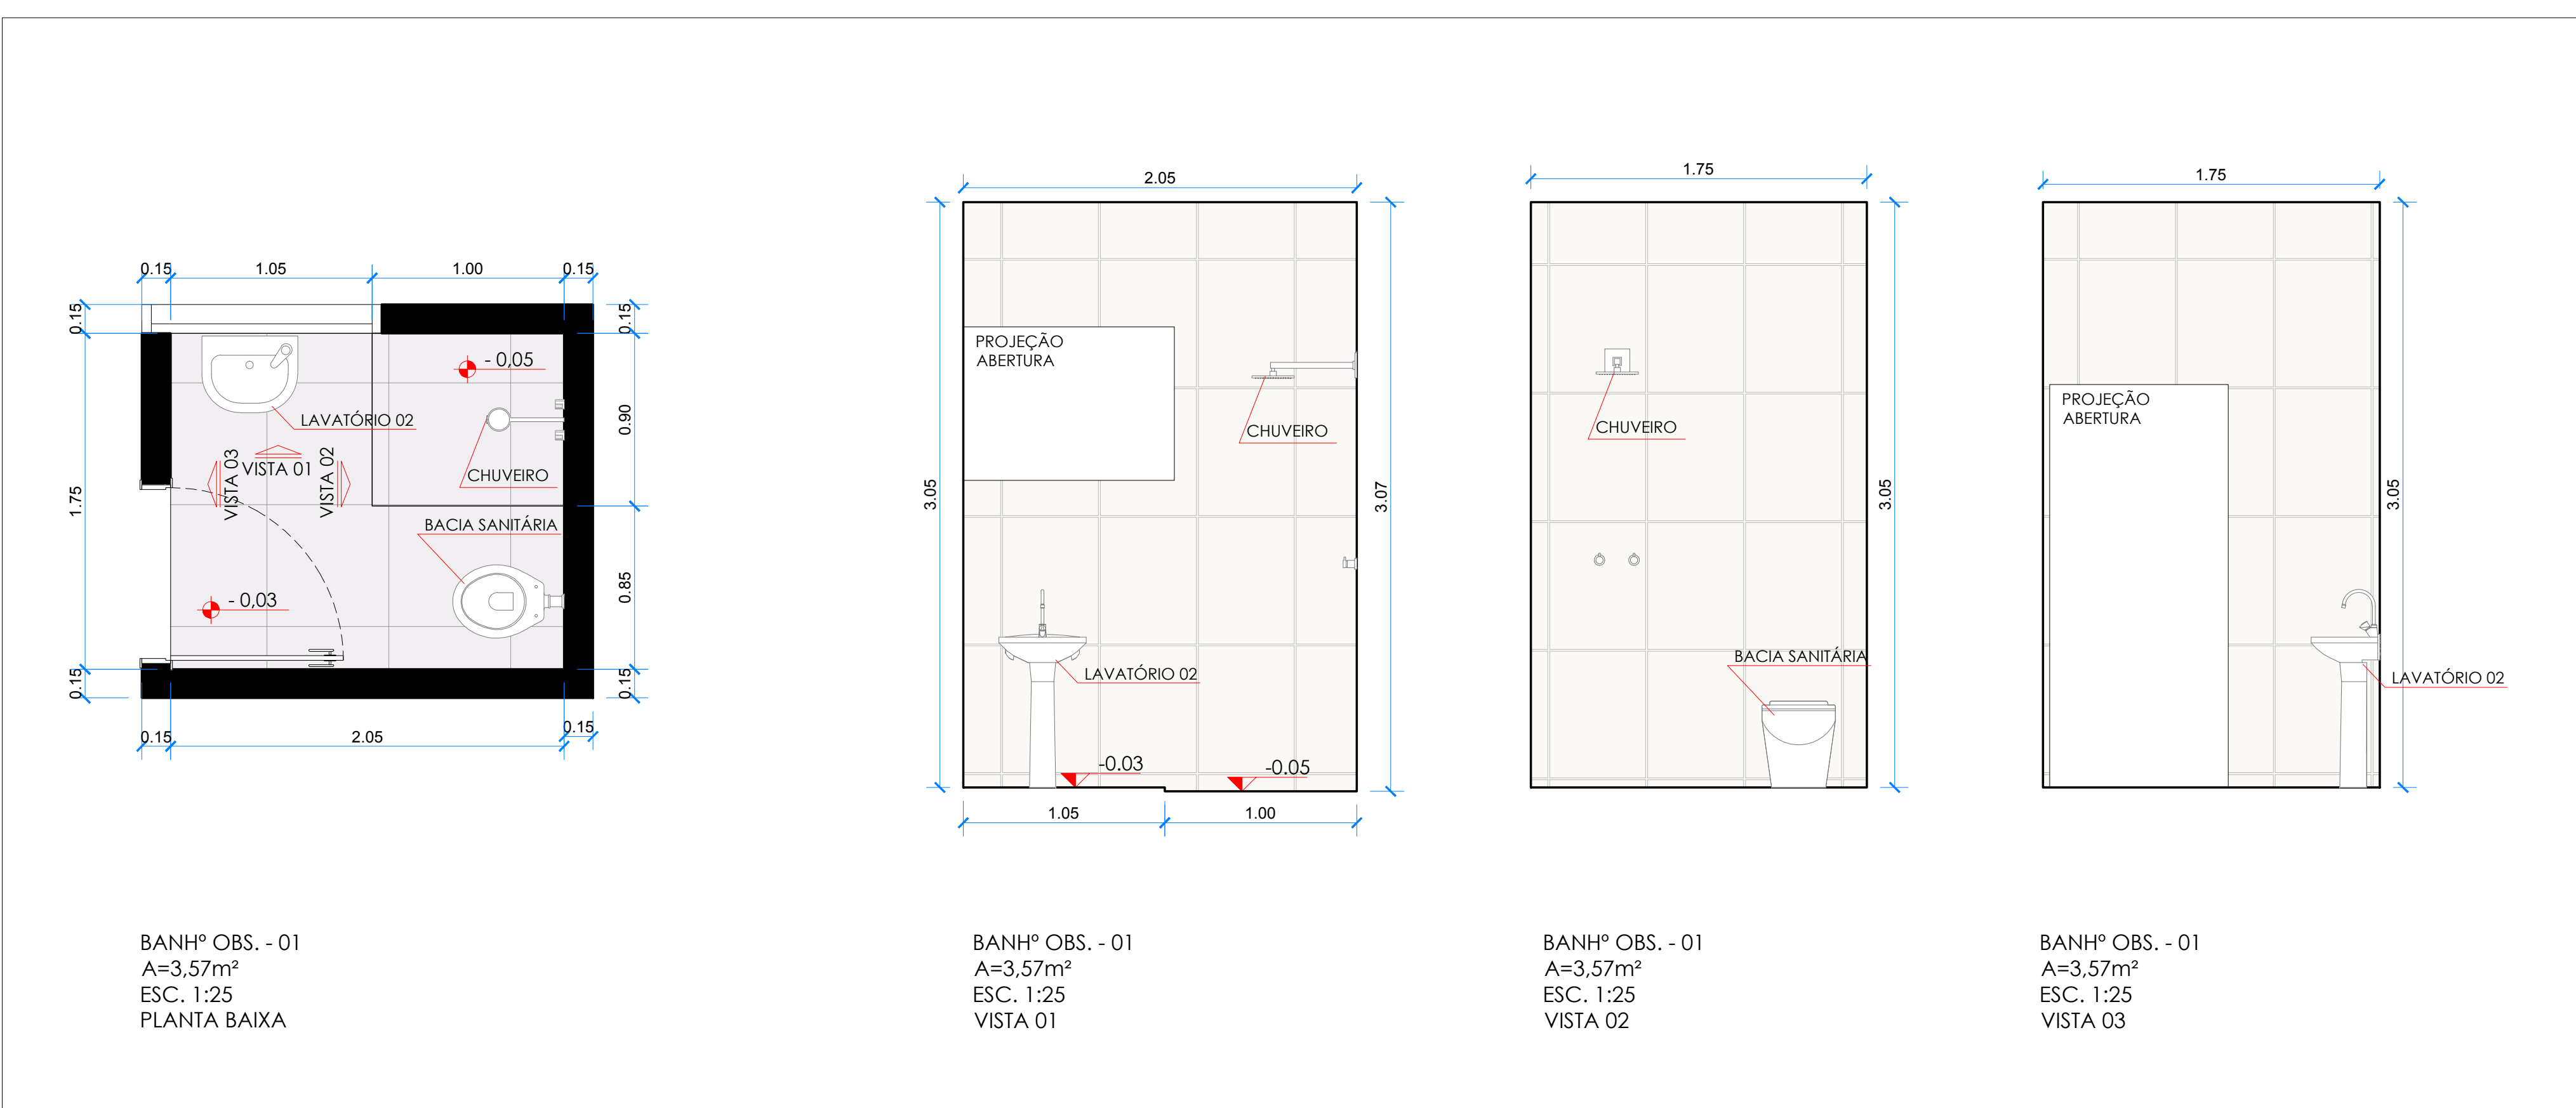 0.15
1.05
1.00
0.15
0.15
1.75
0.15
0.15
0.90
0.85
0.15
- 0,05
LAVATÓRIO 02
VISTA 03
VISTA 01
VISTA 02
CHUVEIRO
BACIA SANITÁRIA
- 0,03
0.15
2.05
0.15
BANHº OBS. - 01
A=3,57m²
ESC. 1:25
PLANTA BAIXA
2.05
3.05
3.07
PROJEÇÃO
ABERTURA
CHUVEIRO
LAVATÓRIO 02
-0.03
-0.05
1.05
1.00
BANHº OBS. - 01
A=3,57m²
ESC. 1:25
VISTA 01
1.75
CHUVEIRO
3.05
BACIA SANITÁRIA
BANHº OBS. - 01
A=3,57m²
ESC. 1:25
VISTA 02
1.75
PROJEÇÃO
ABERTURA
3.05
LAVATÓRIO 02
BANHº OBS. - 01
A=3,57m²
ESC. 1:25
VISTA 03